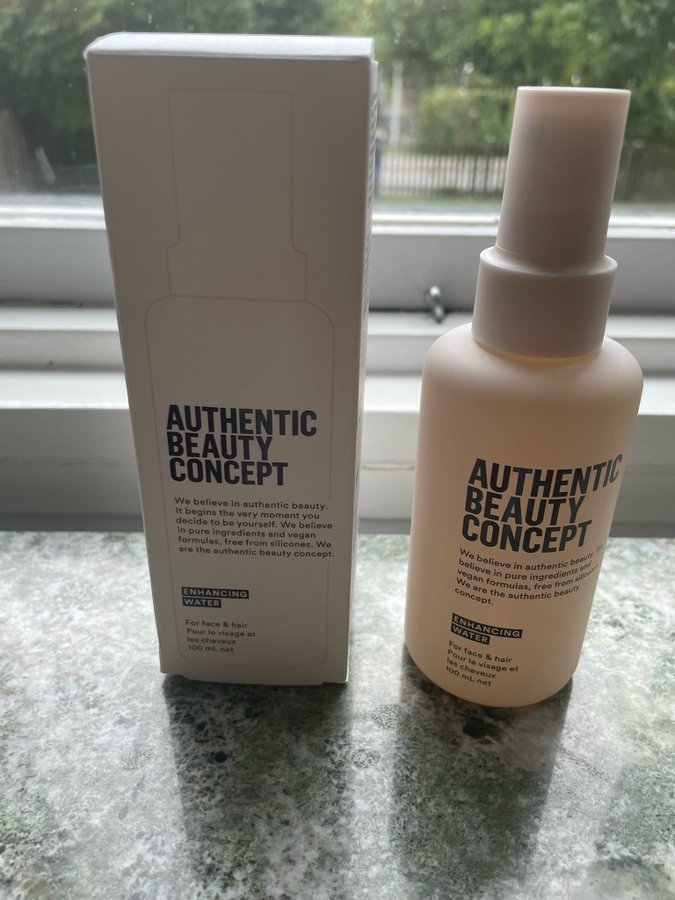 AUTHENTIC
BEAUTY
CONCEPT
We believe in authentic beauty.
It begins the very moment you
decide to be yourself. We believe
in pure ingredients and vegan
formulas, free from silicones. We
are the authentic beauty concept.
ENHANCING
WATER
For face & hair
Pour le visage et
les cheveux
100 mL net
AUTHENTIC
BEAUTY
CONCEPT
We believe in authentic beauty.
believe in pure ingredients and
vegan formulas, free from
We are the authentic beauty
concept.
ENHANCING
WATER
For face & hair
Pour le visage et
les cheveux
100 mL net